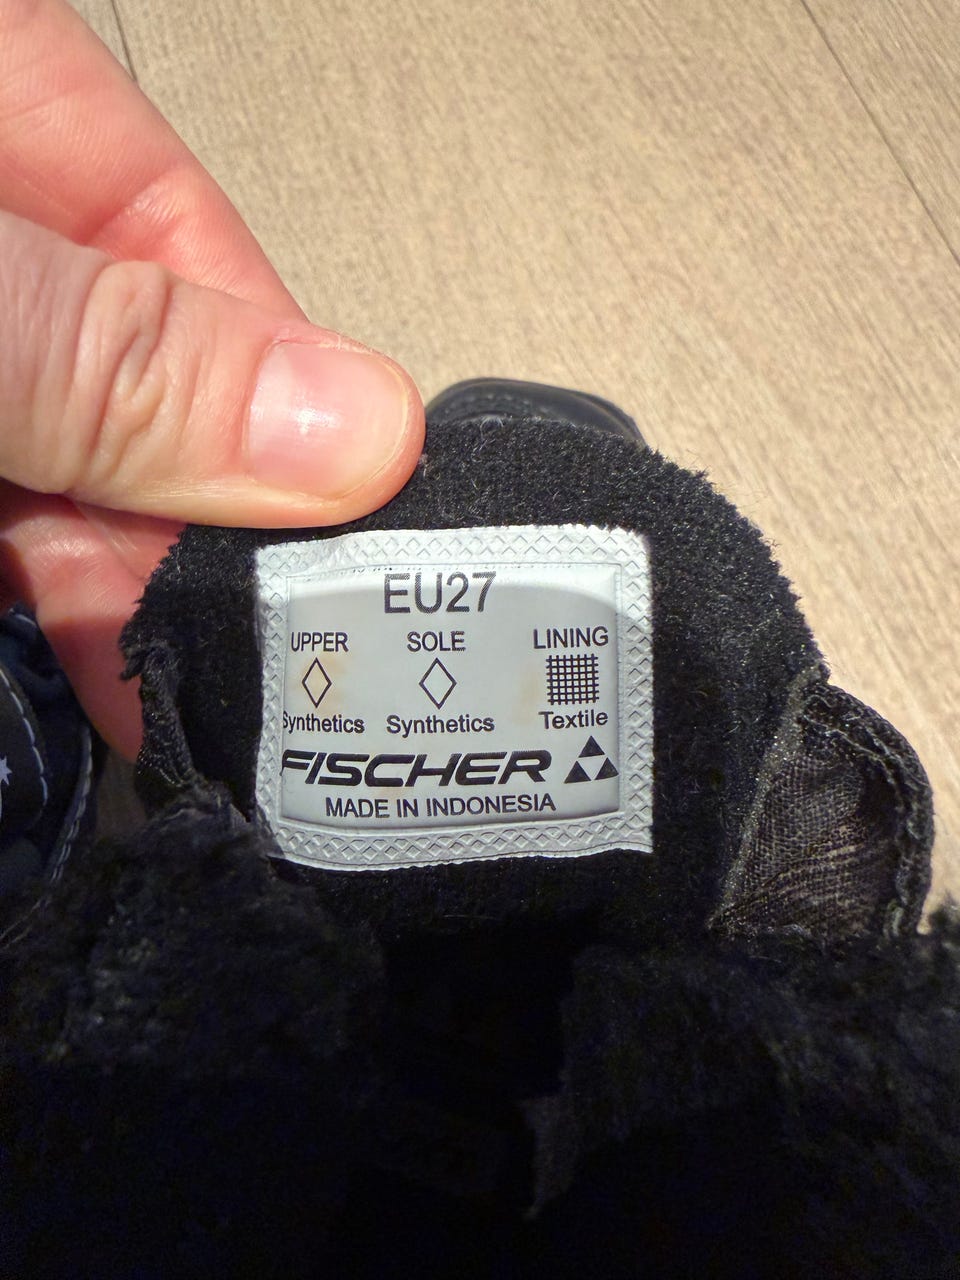 EU27
UPPER SOLE LINING
Synthetics Synthetics Textile
FISCHER
MADE IN INDONESIA